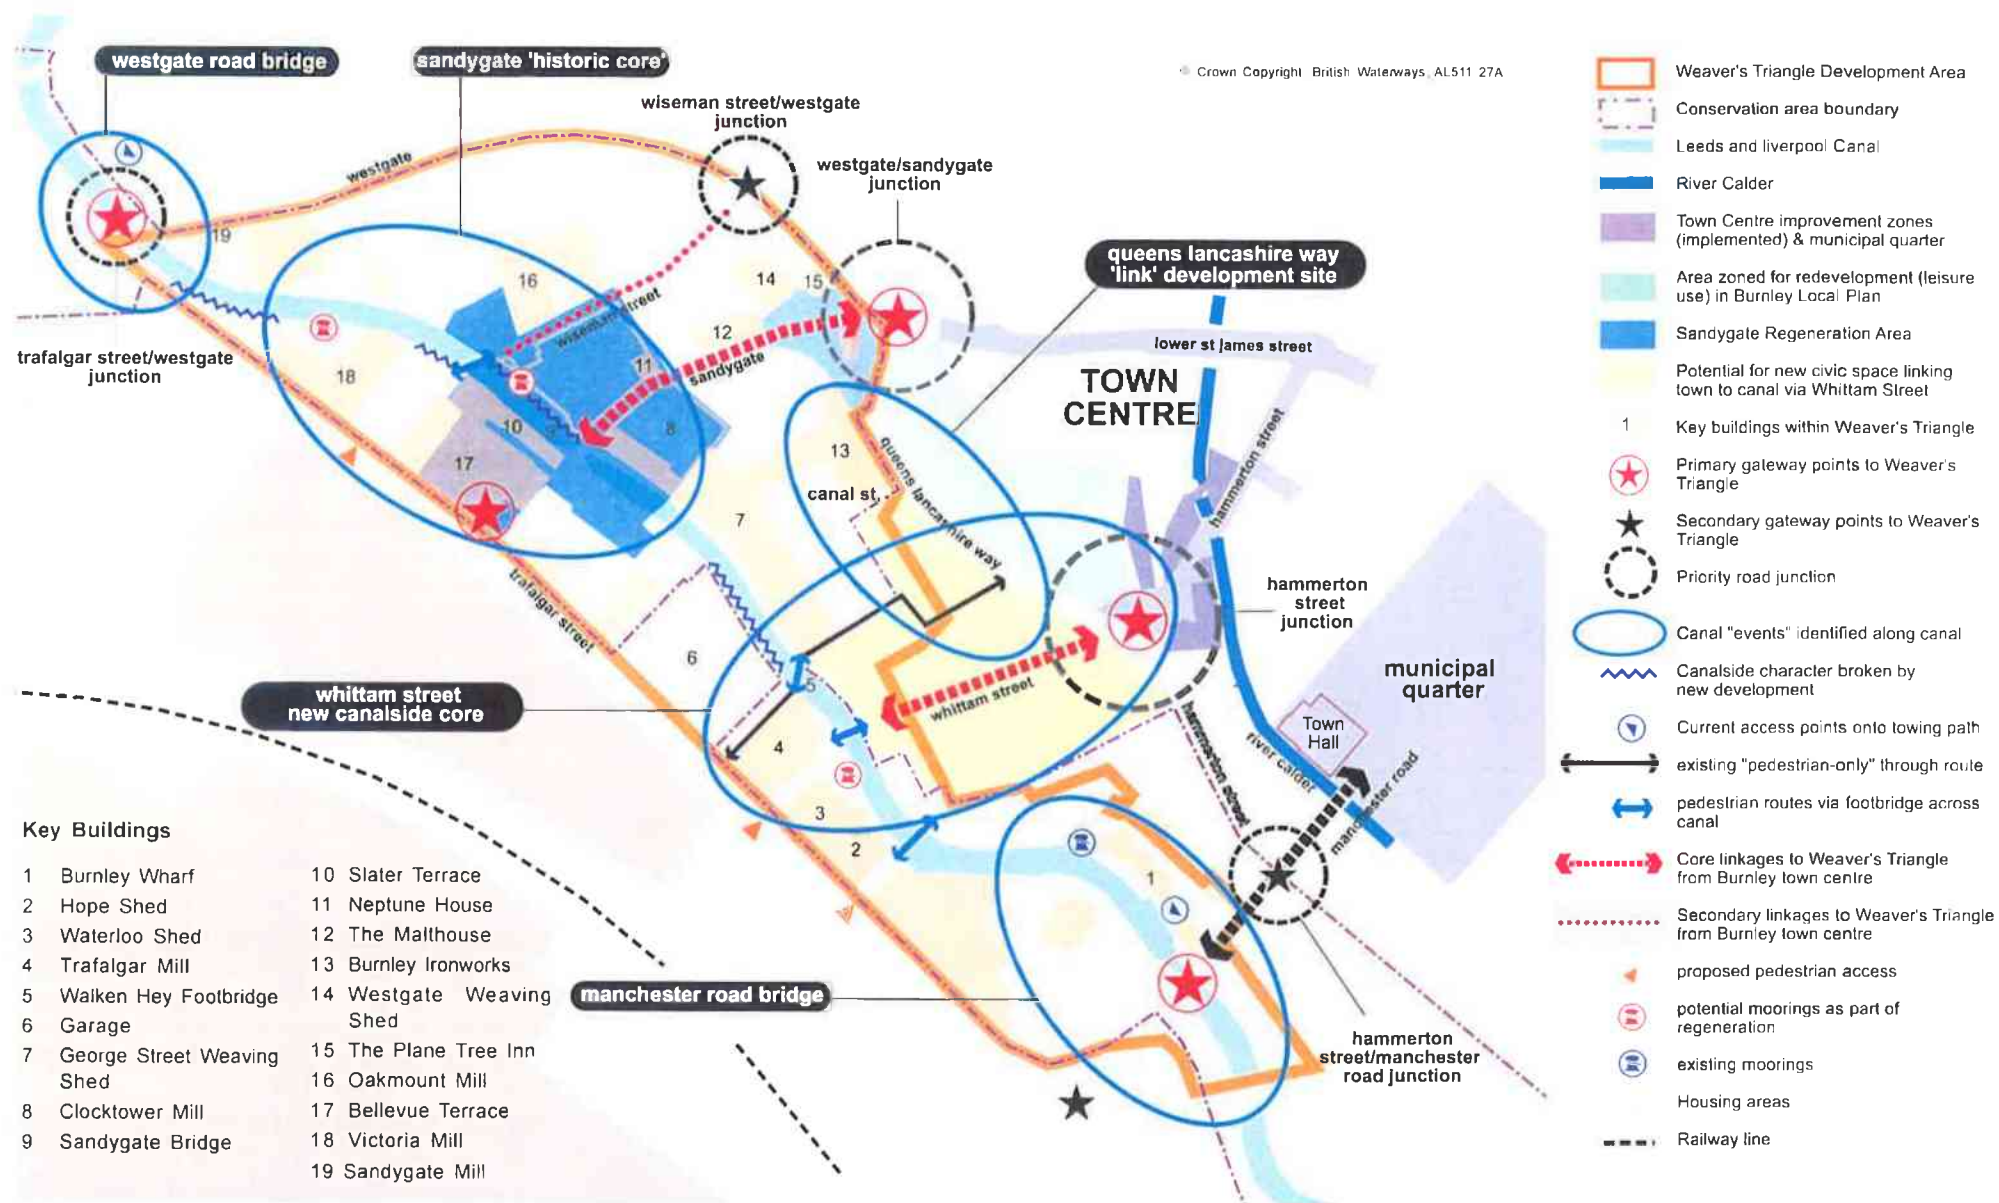 westgate road bridge
sandygate 'historic core'
Crown Copyright British Waterways AL511 27A
wiseman street/westgate
junction
westgate/sandygate
junction
westgate
19
queens lancashire way
'link' development site
16
14
15
wiseman street
12
lower st james street
trafalgar street/westgate
junction
11
sandygate
TOWN
CENTRE
18
10
9
8
17
13
hammerton street
canal st.
queens lancashire way
7
trafalgar street
hammerton
street
junction
6
5
municipal
quarter
whittam street
new canalside core
whittam street
4
hammerton street
Town
Hall
river calder
manchester road
3
2
1
manchester road bridge
hammerton
street/manchester
road junction
Key Buildings
1 Burnley Wharf
2 Hope Shed
3 Waterloo Shed
4 Trafalgar Mill
5 Walken Hey Footbridge
6 Garage
7 George Street Weaving
Shed
8 Clocktower Mill
9 Sandygate Bridge
10 Slater Terrace
11 Neptune House
12 The Malthouse
13 Burnley Ironworks
14 Westgate Weaving
Shed
15 The Plane Tree Inn
16 Oakmount Mill
17 Bellevue Terrace
18 Victoria Mill
19 Sandygate Mill
Weaver's Triangle Development Area
Conservation area boundary
Leeds and liverpool Canal
River Calder
Town Centre improvement zones
(implemented) & municipal quarter
Area zoned for redevelopment (leisure
use) in Burnley Local Plan
Sandygate Regeneration Area
Potential for new civic space linking
town to canal via Whittam Street
1 Key buildings within Weaver's Triangle
Primary gateway points to Weaver's
Triangle
Secondary gateway points to Weaver's
Triangle
Priority road junction
Canal "events" identified along canal
Canalside character broken by
new development
Current access points onto towing path
existing "pedestrian-only" through route
pedestrian routes via footbridge across
canal
Core linkages to Weaver's Triangle
from Burnley town centre
Secondary linkages to Weaver's Triangle
from Burnley town centre
proposed pedestrian access
potential moorings as part of
regeneration
existing moorings
Housing areas
Railway line